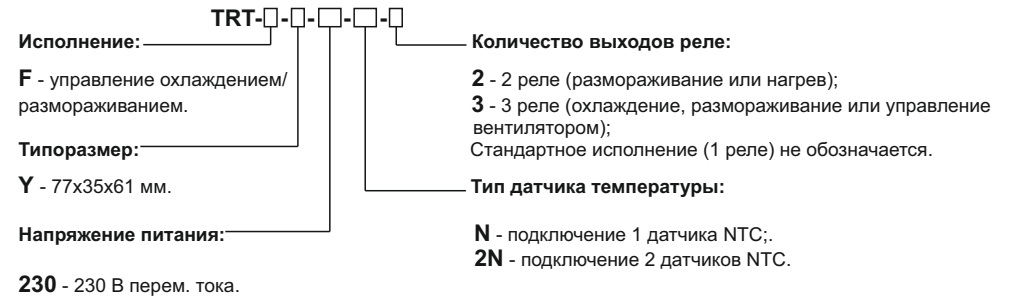 TRT-□-□-□-□-□
Исполнение:
F - управление охлаждением/
размораживанием.
Типоразмер:
Y - 77x35x61 мм.
Напряжение питания:
230 - 230 В перем. тока.
Количество выходов реле:
2 - 2 реле (размораживание или нагрев);
3 - 3 реле (охлаждение, размораживание или управление
вентилятором);
Стандартное исполнение (1 реле) не обозначается.
Тип датчика температуры:
N - подключение 1 датчика NTC;.
2N - подключение 2 датчиков NTC.